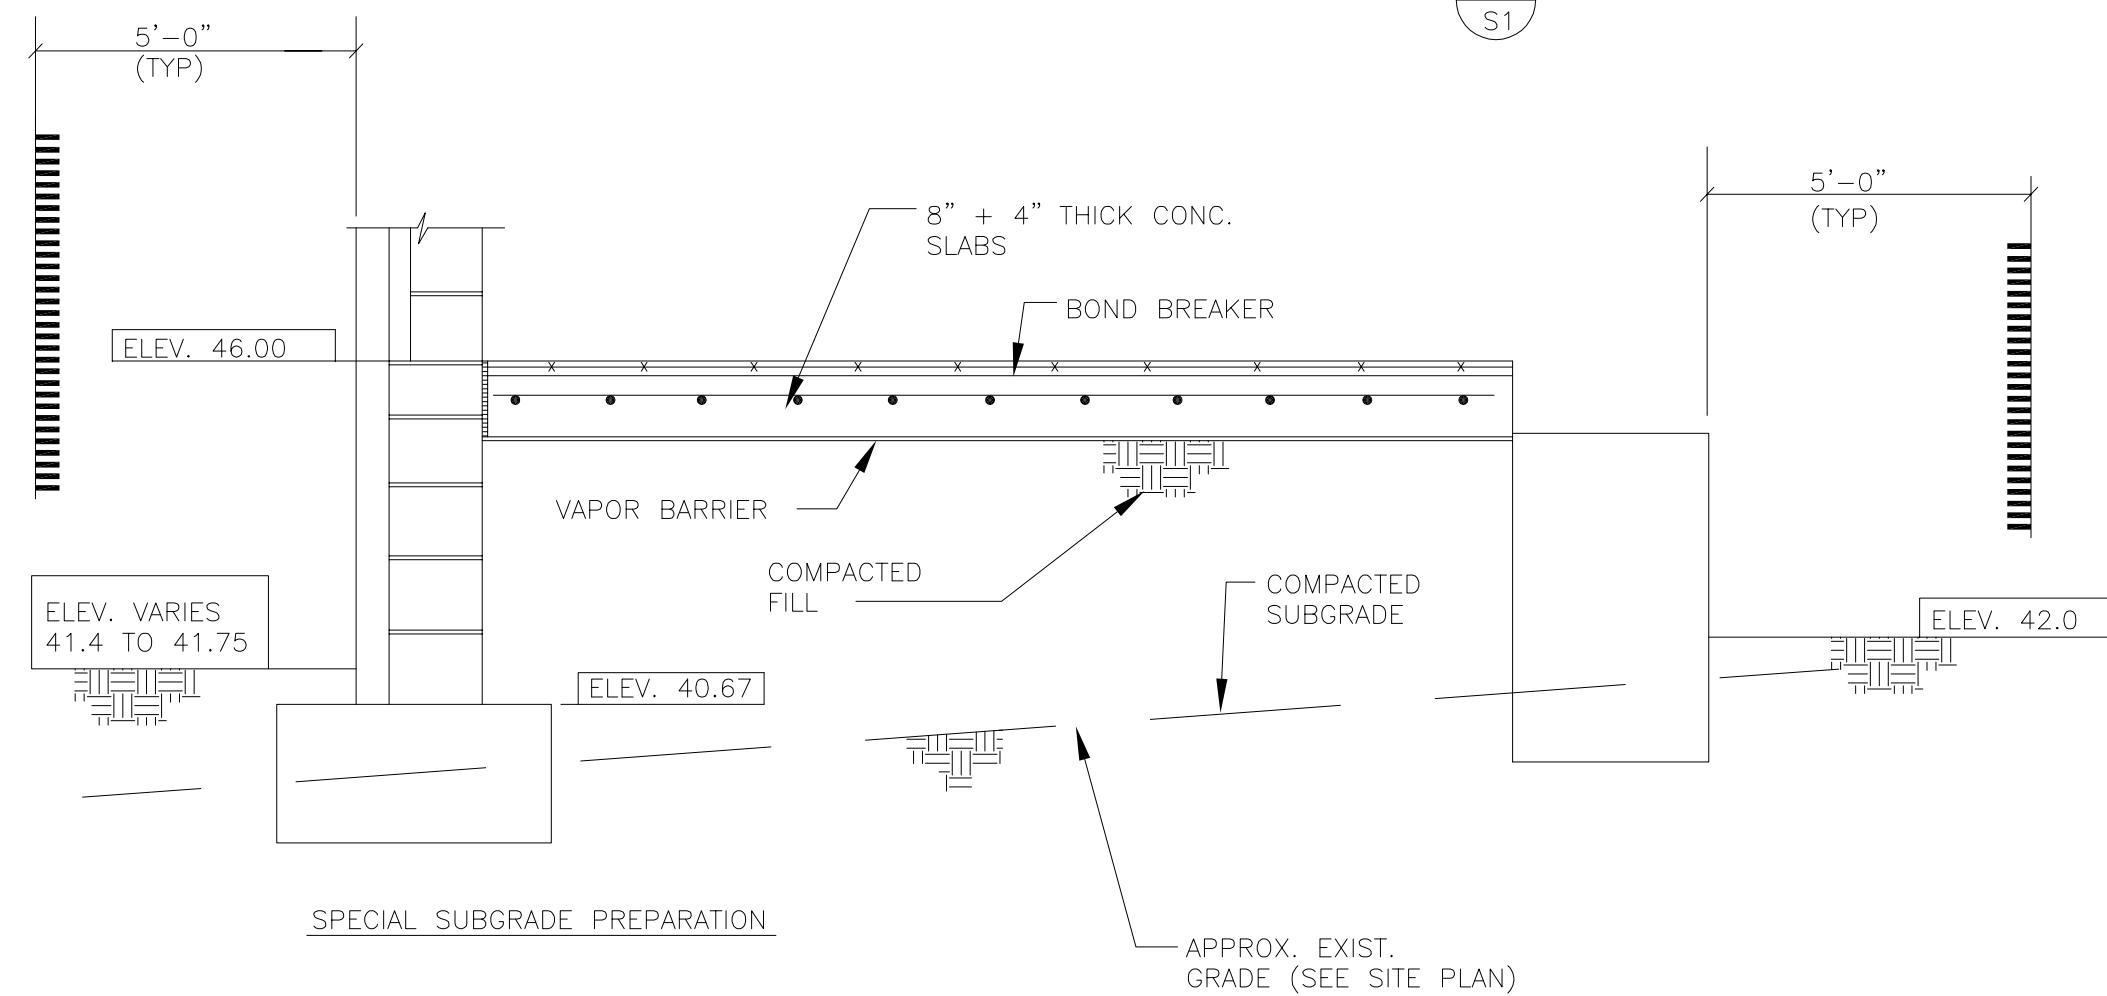 S1
5'-0"
(TYP)
5'-0"
(TYP)
8" + 4" THICK CONC.
SLABS
BOND BREAKER
ELEV. 46.00
VAPOR BARRIER
COMPACTED
FILL
COMPACTED
SUBGRADE
ELEV. VARIES
41.4 TO 41.75
ELEV. 42.0
ELEV. 40.67
SPECIAL SUBGRADE PREPARATION
APPROX. EXIST.
GRADE (SEE SITE PLAN)